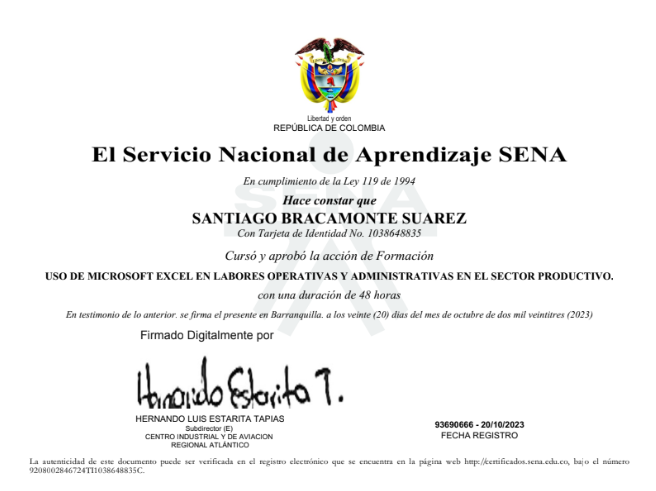 Libertad y orden
REPÚBLICA DE COLOMBIA
El Servicio Nacional de Aprendizaje SENA
En cumplimiento de la Ley 119 de 1994
SENA
Hace constar que
SANTIAGO BRACAMONTE SUAREZ
Con Tarjeta de Identidad No. 1038648835
Cursó y aprobó la acción de Formación
USO DE MICROSOFT EXCEL EN LABORES OPERATIVAS Y ADMINISTRATIVAS EN EL SECTOR PRODUCTIVO.
con una duración de 48 horas
En testimonio de lo anterior, se firma el presente en Barranquilla, a los veinte (20) días del mes de octubre de dos mil veintitres (2023)
Firmado Digitalmente por
Hernando Estarita T.
HERNANDO LUIS ESTARITA TAPIAS
Subdirector (E)
CENTRO INDUSTRIAL Y DE AVIACION
REGIONAL ATLÁNTICO
93690666 - 20/10/2023
FECHA REGISTRO
La autenticidad de este documento puede ser verificada en el registro electrónico que se encuentra en la página web http://certificados.sena.edu.co, bajo el número
9208002846724TI1038648835C.